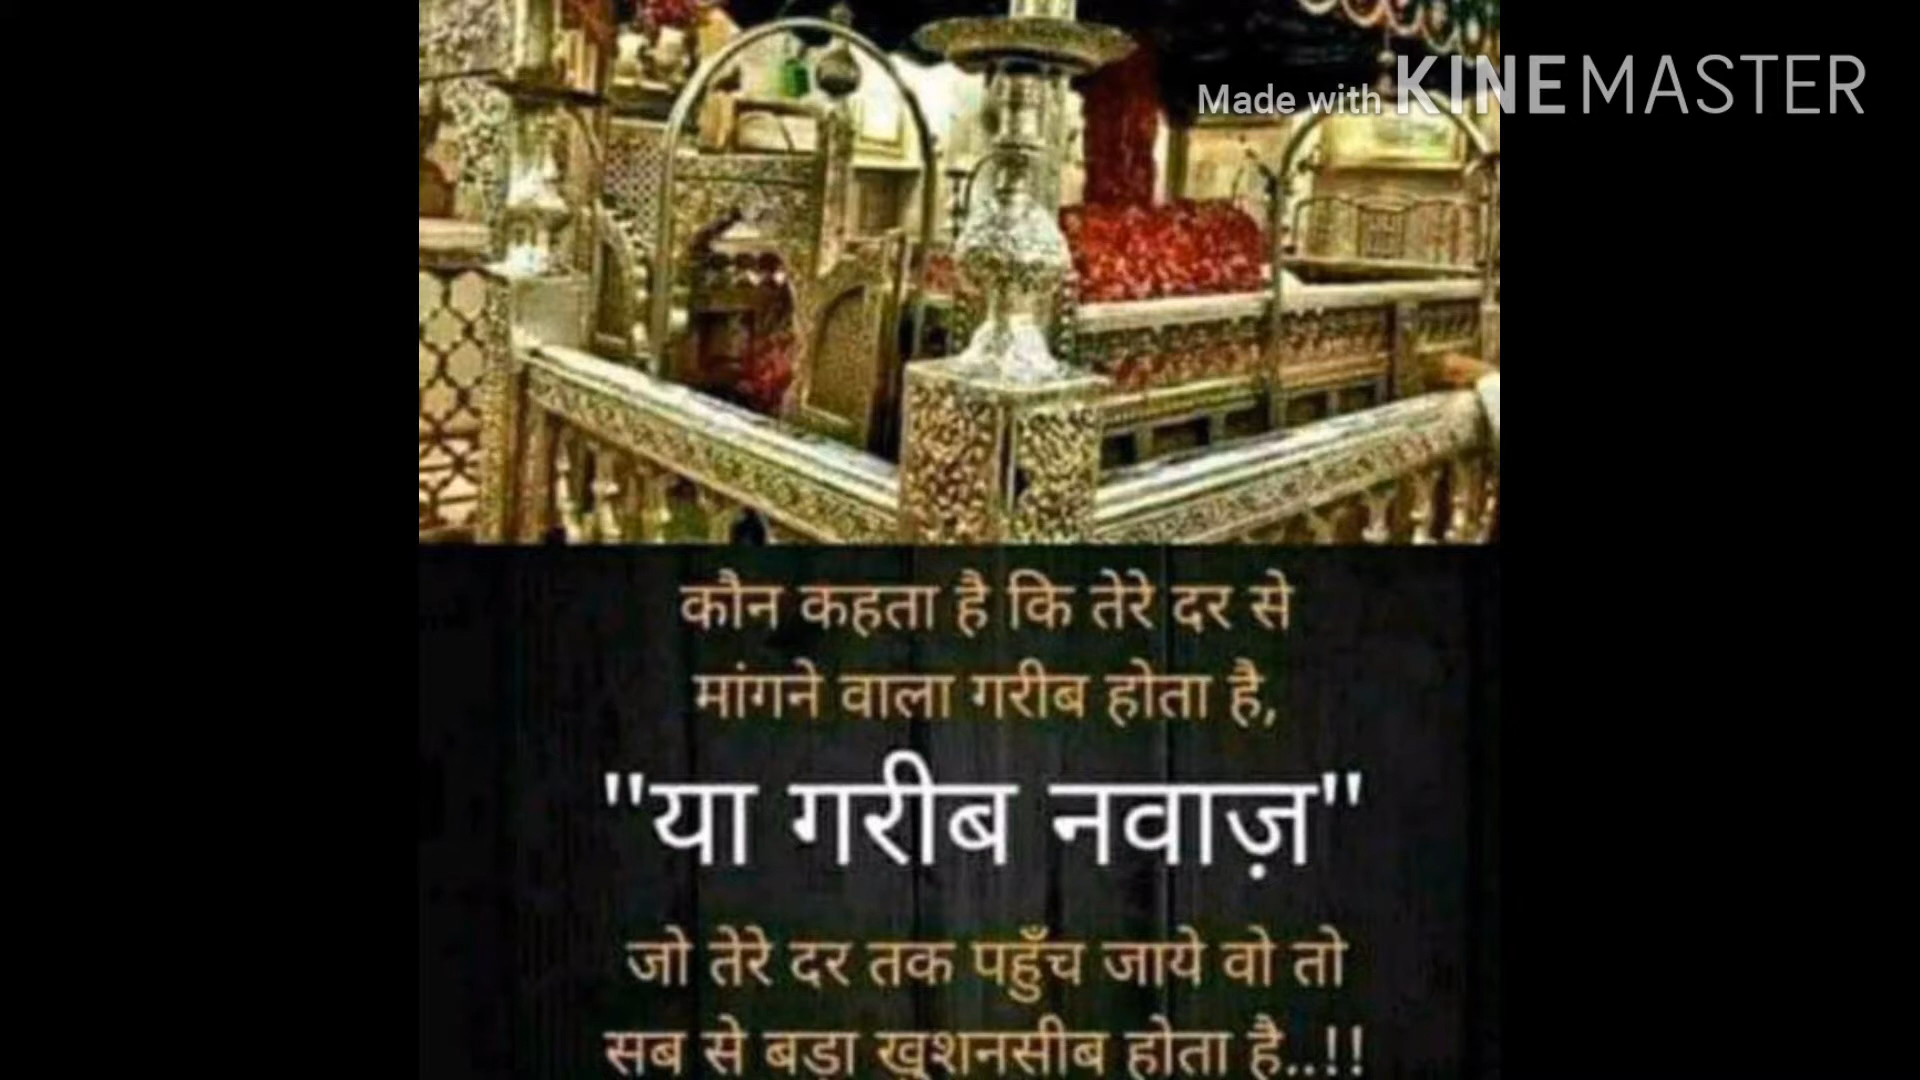 Made with KINEMASTER
कौन कहता है कि तेरे दर से
मांगने वाला गरीब होता है,
"या गरीब नवाज़"
जो तेरे दर तक पहुँच जाये वो तो
सब से बड़ा खुशनसीब होता है..!!